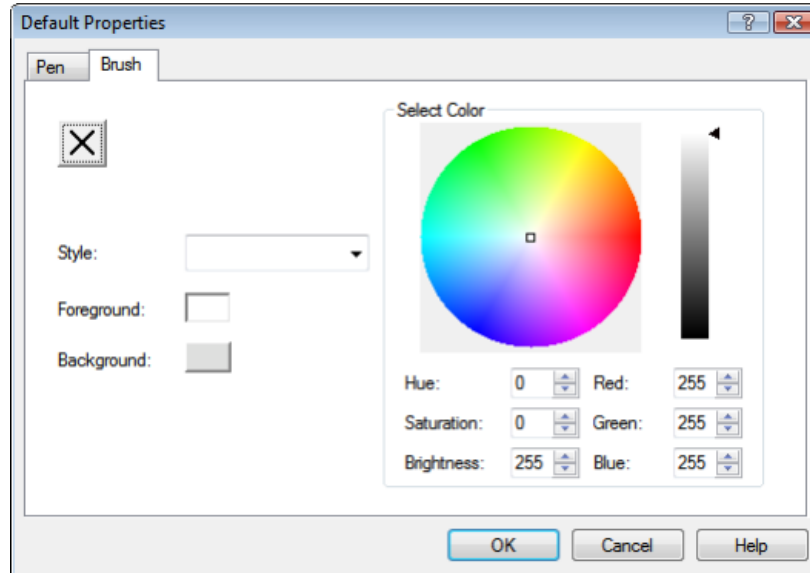 Default Properties
Pen Brush
Select Color
Style:
Foreground:
Background:
Hue: 0 Red: 255
Saturation: 0 Green: 255
Brightness: 255 Blue: 255
OK Cancel Help